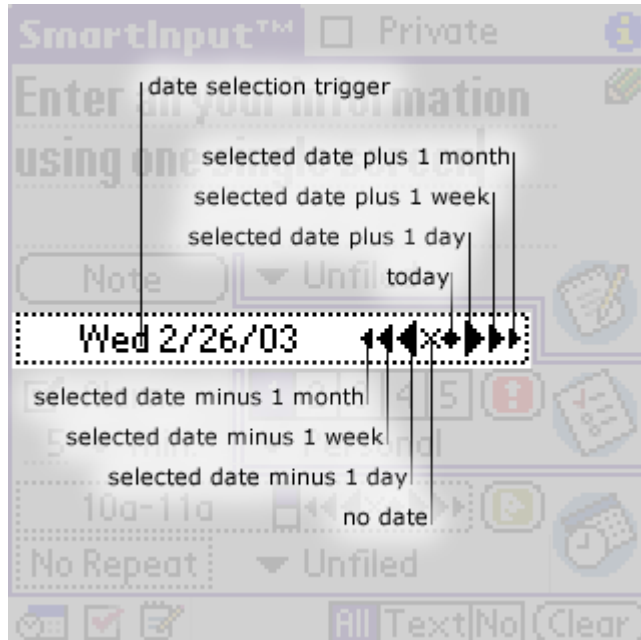 SmartInput™ Private
Enter all your information
date selection trigger
using one single screen
selected date plus 1 month
selected date plus 1 week
selected date plus 1 day
Note Unfiled
today
Wed 2/26/03 x
4 5
selected date minus 1 month
selected date minus 1 week
Personal
selected date minus 1 day
10a-11a
no date
No Repeat Unfiled
All Text No Clear